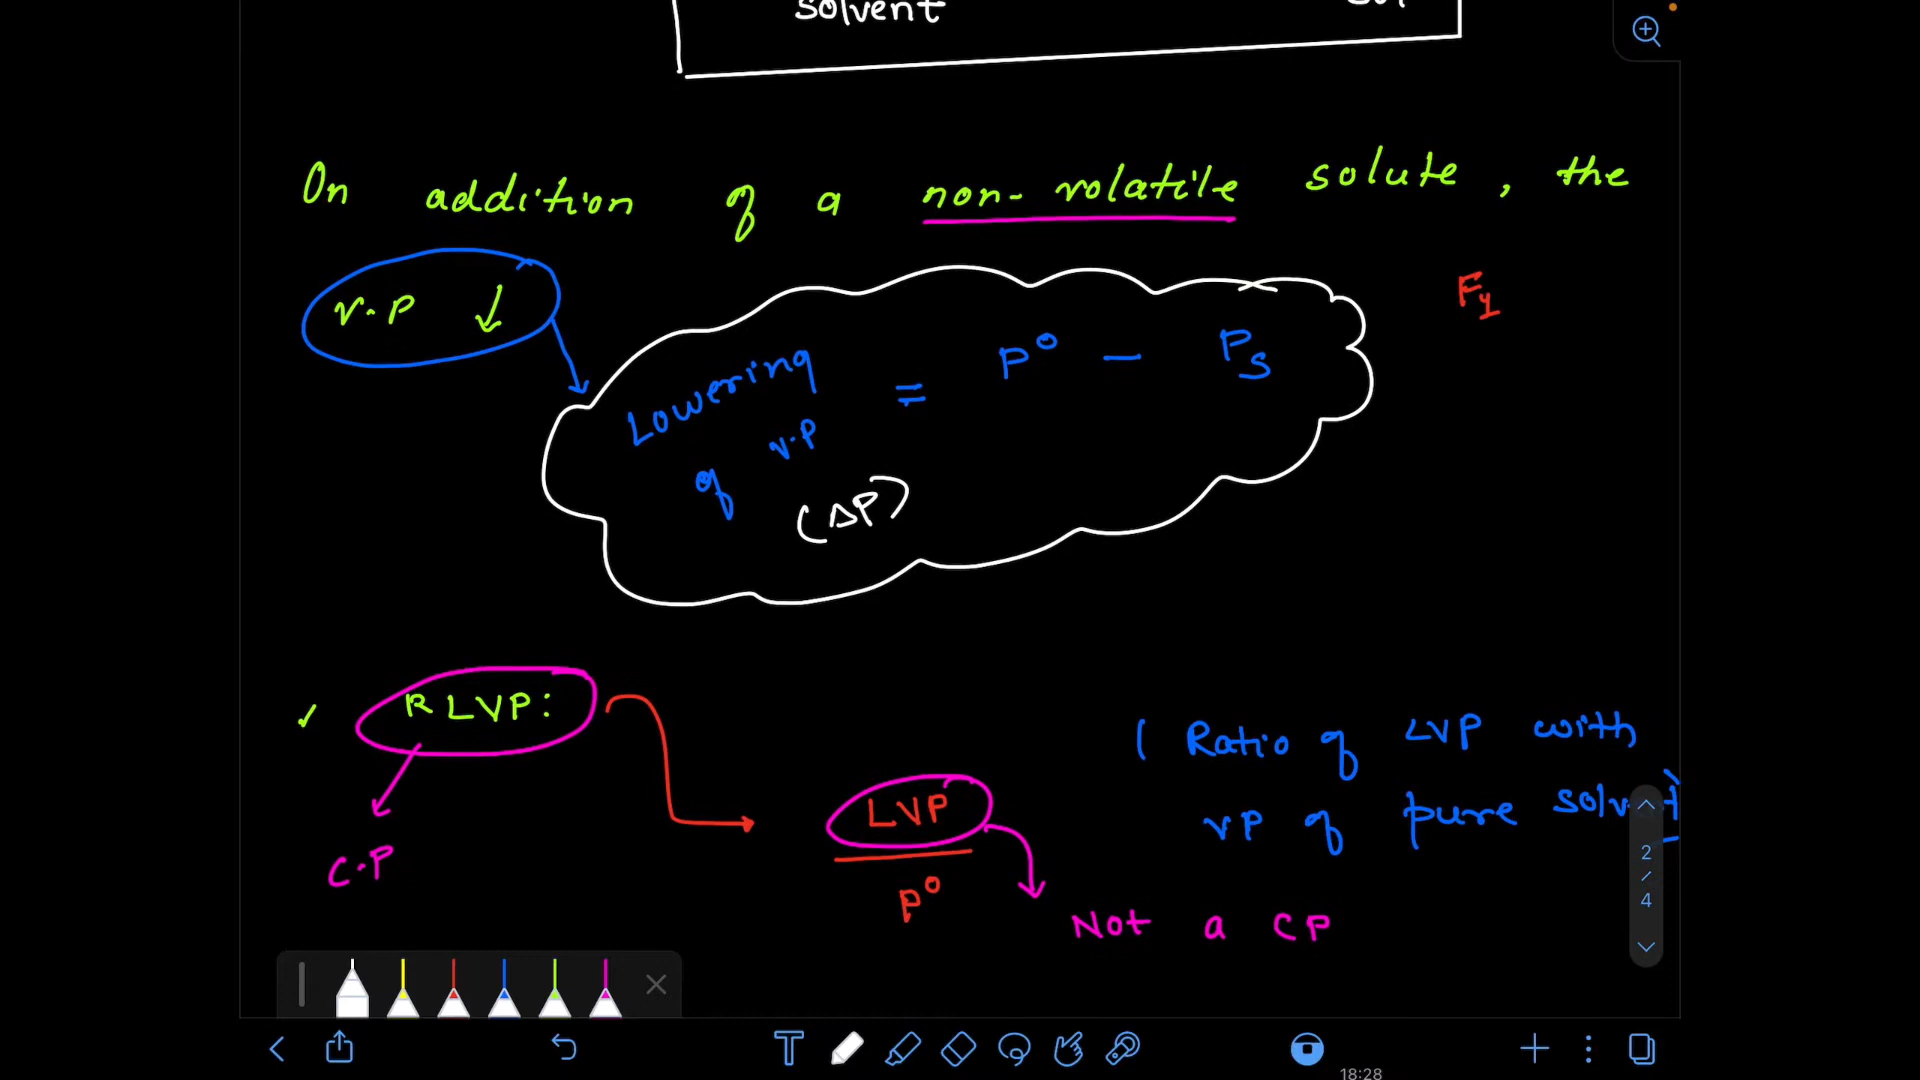 solvent
On addition of a non-volatile solute, the
V.P ↓
Lowering of V.P (ΔP) = P° - Ps
✓ RLVP:
C.P
LVP
P°
( Ratio of LVP with
VP of pure
Not a CP
2
/
4
T
18:28